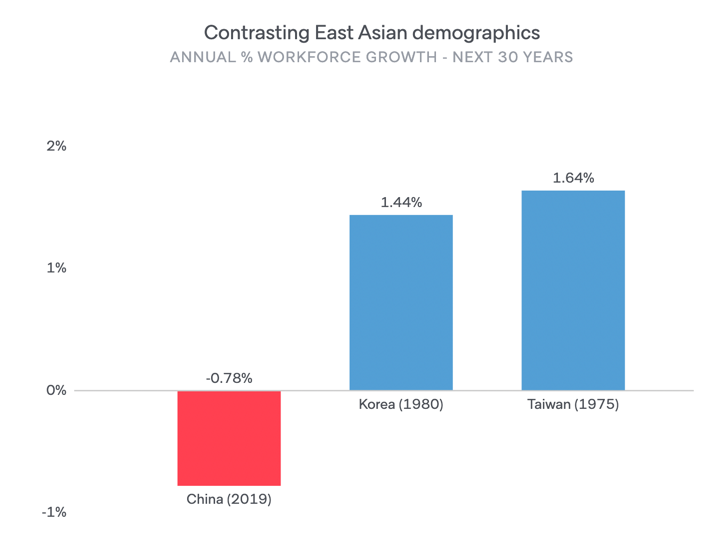 Contrasting East Asian demographics
ANNUAL % WORKFORCE GROWTH - NEXT 30 YEARS
2%
1.64%
1.44%
1%
-0.78%
0%
Korea (1980)
Taiwan (1975)
China (2019)
-1%